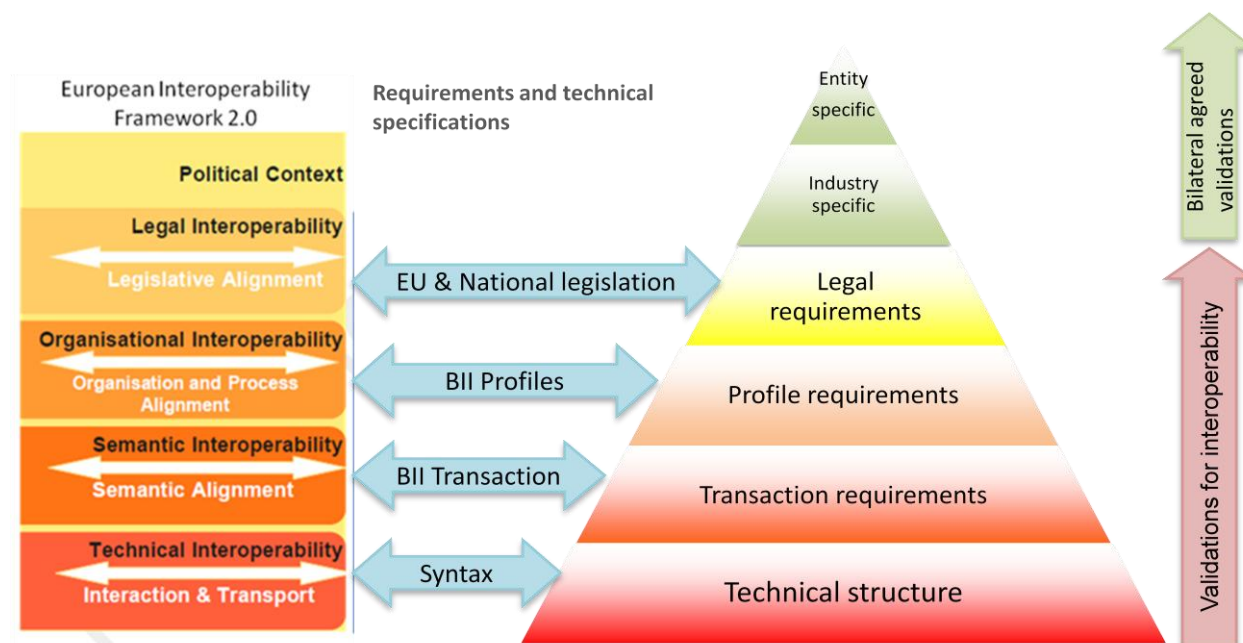 European Interoperability
Framework 2.0
Political Context
Legal Interoperability
Legislative Alignment
Organisational Interoperability
Organisation and Process
Alignment
Semantic Interoperability
Semantic Alignment
Technical Interoperability
Interaction & Transport
Requirements and technical
specifications
EU & National legislation
BII Profiles
BII Transaction
Syntax
Entity
specific
Industry
specific
Legal
requirements
Profile requirements
Transaction requirements
Technical structure
Bilateral agreed
validations
Validations for interoperability